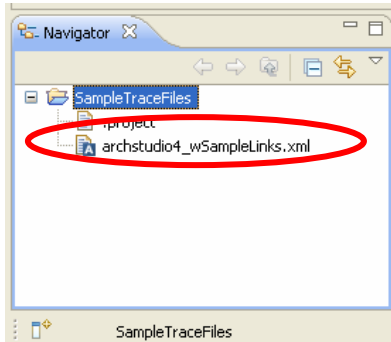 Navigator
SampleTraceFiles
.project
archstudio4_wSampleLinks.xml
SampleTraceFiles